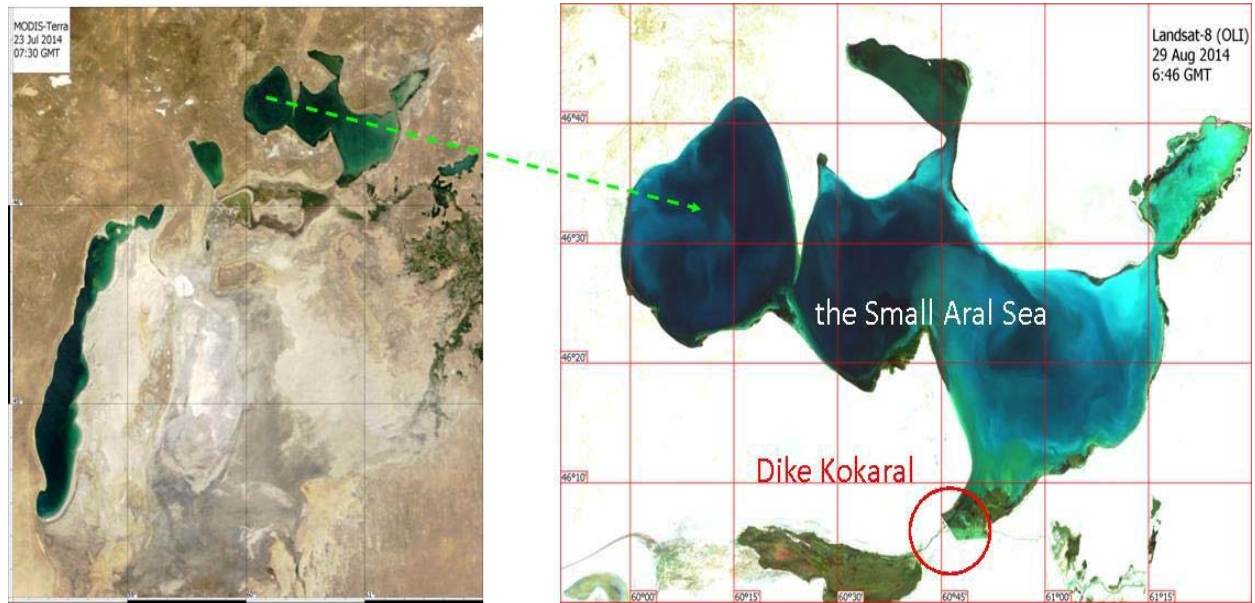 MODIS-Terra
23 Jul 2014
07:30 GMT
Landsat-8 (OLI)
29 Aug 2014
6:46 GMT
46°40'
46°30'
the Small Aral Sea
46°20'
Dike Kokaral
46°10'
60°00'
60°15'
60°30'
60°45'
61°00'
61°15'